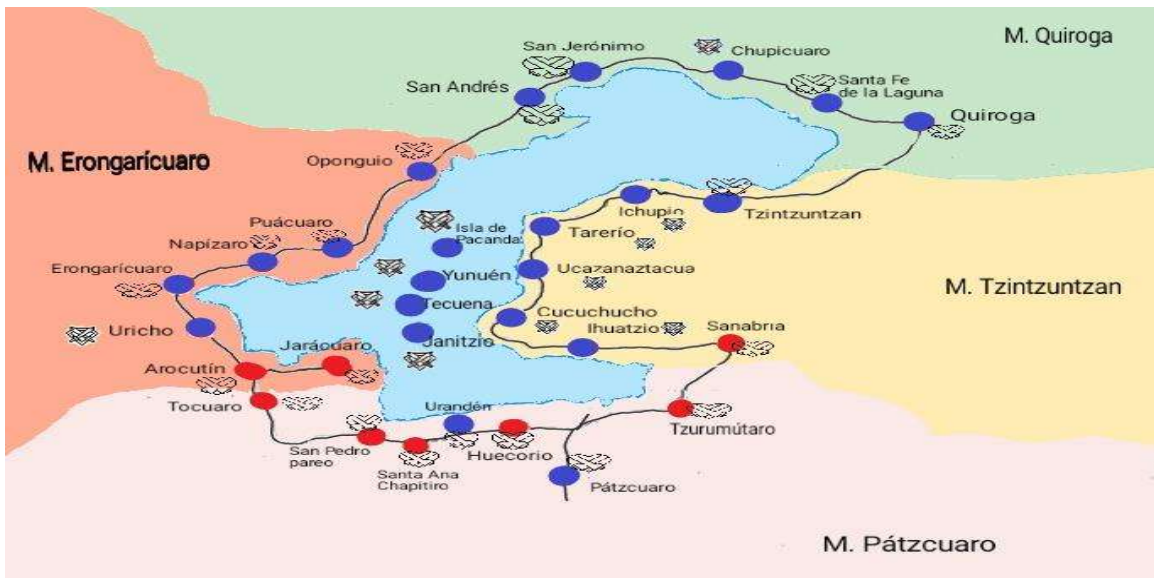 M. Quiroga
San Jerónimo
Chupicuaro
San Andrés
Santa Fe
de la Laguna
Quiroga
M. Erongarícuaro
Oponguio
Puácuaro
Napízaro
Erongarícuaro
Uricho
Arocutín
Jarácuaro
Tocuaro
Isla de
Pacanda
Yunuén
Tecuena
Janitzio
Ichupio
Tzintzuntzan
Tarerío
Ucazanaztacua
M. Tzintzuntzan
Cucuchucho
Ihuatzio
Sanabria
Urandén
Tzurumútaro
San Pedro
pareo
Santa Ana
Chapitiro
Huecorio
Pátzcuaro
M. Pátzcuaro